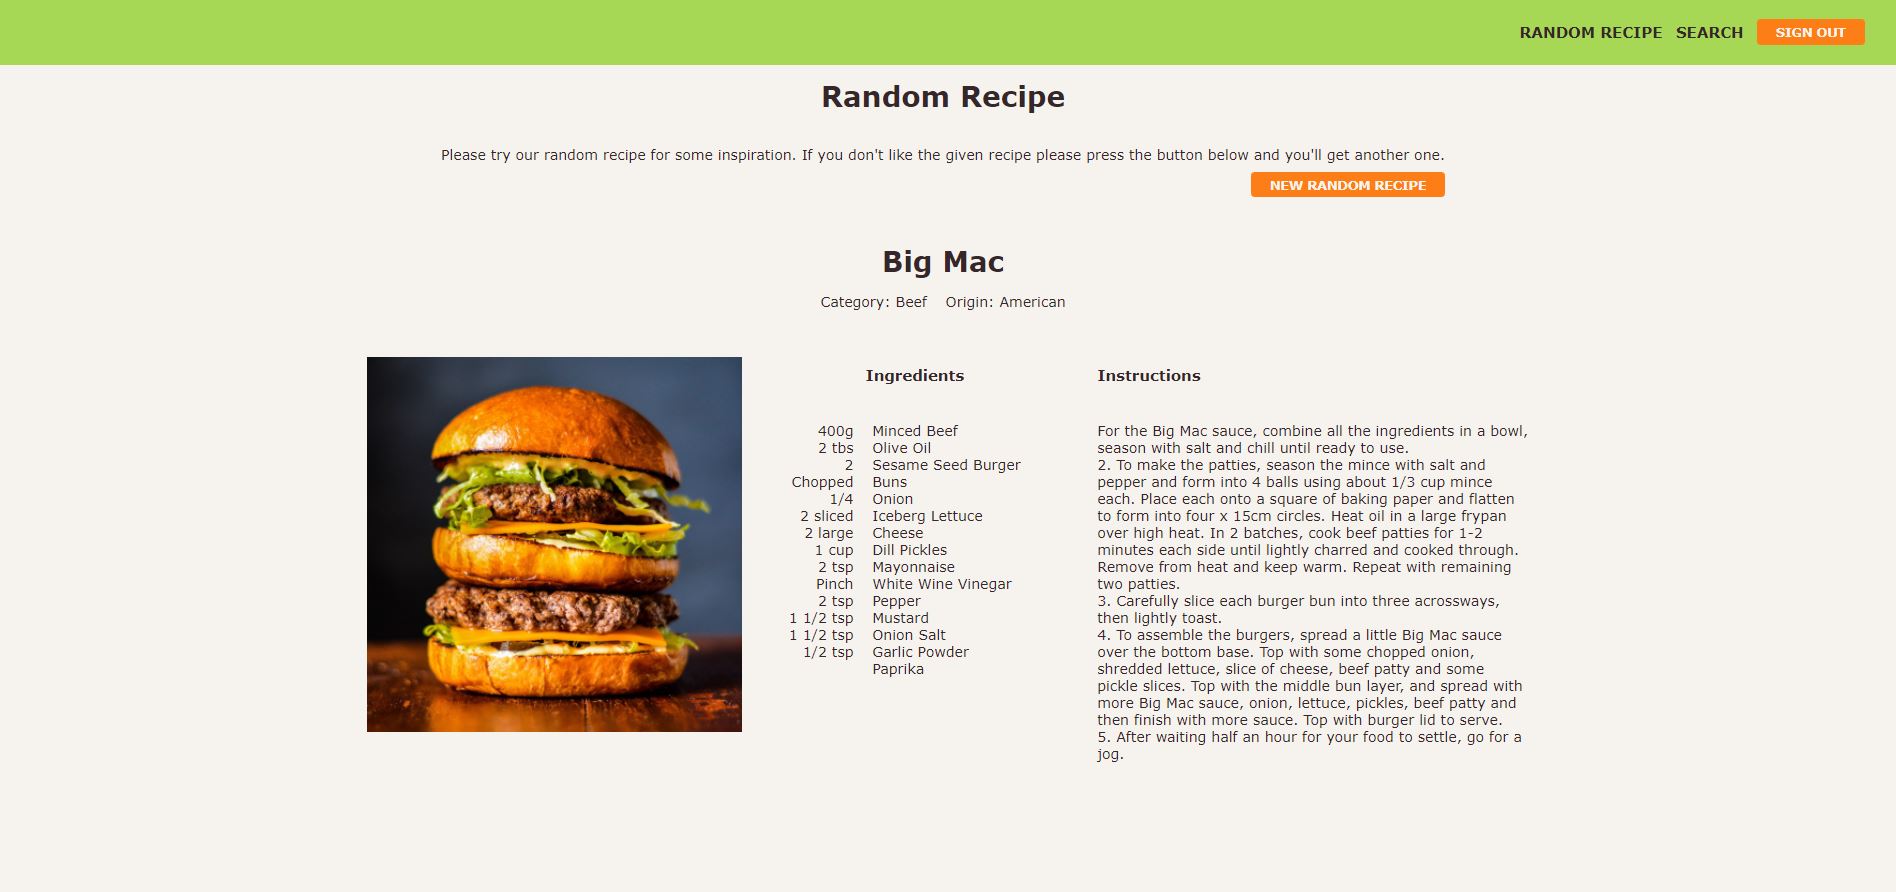 RANDOM RECIPE SEARCH SIGN OUT
Random Recipe
Please try our random recipe for some inspiration. If you don't like the given recipe please press the button below and you'll get another one.
NEW RANDOM RECIPE
Big Mac
Category: Beef Origin: American
Ingredients
400g Minced Beef
2 tbs Olive Oil
2 Sesame Seed Burger
Chopped Buns
1/4 Onion
2 sliced Iceberg Lettuce
2 large Cheese
1 cup Dill Pickles
2 tsp Mayonnaise
Pinch White Wine Vinegar
2 tsp Pepper
1 1/2 tsp Mustard
1 1/2 tsp Onion Salt
1/2 tsp Garlic Powder
Paprika
Instructions
For the Big Mac sauce, combine all the ingredients in a bowl,
season with salt and chill until ready to use.
2. To make the patties, season the mince with salt and
pepper and form into 4 balls using about 1/3 cup mince
each. Place each onto a square of baking paper and flatten
to form into four x 15cm circles. Heat oil in a large frypan
over high heat. In 2 batches, cook beef patties for 1-2
minutes each side until lightly charred and cooked through.
Remove from heat and keep warm. Repeat with remaining
two patties.
3. Carefully slice each burger bun into three acrossways,
then lightly toast.
4. To assemble the burgers, spread a little Big Mac sauce
over the bottom base. Top with some chopped onion,
shredded lettuce, slice of cheese, beef patty and some
pickle slices. Top with the middle bun layer, and spread with
more Big Mac sauce, onion, lettuce, pickles, beef patty and
then finish with more sauce. Top with burger lid to serve.
5. After waiting half an hour for your food to settle, go for a
jog.